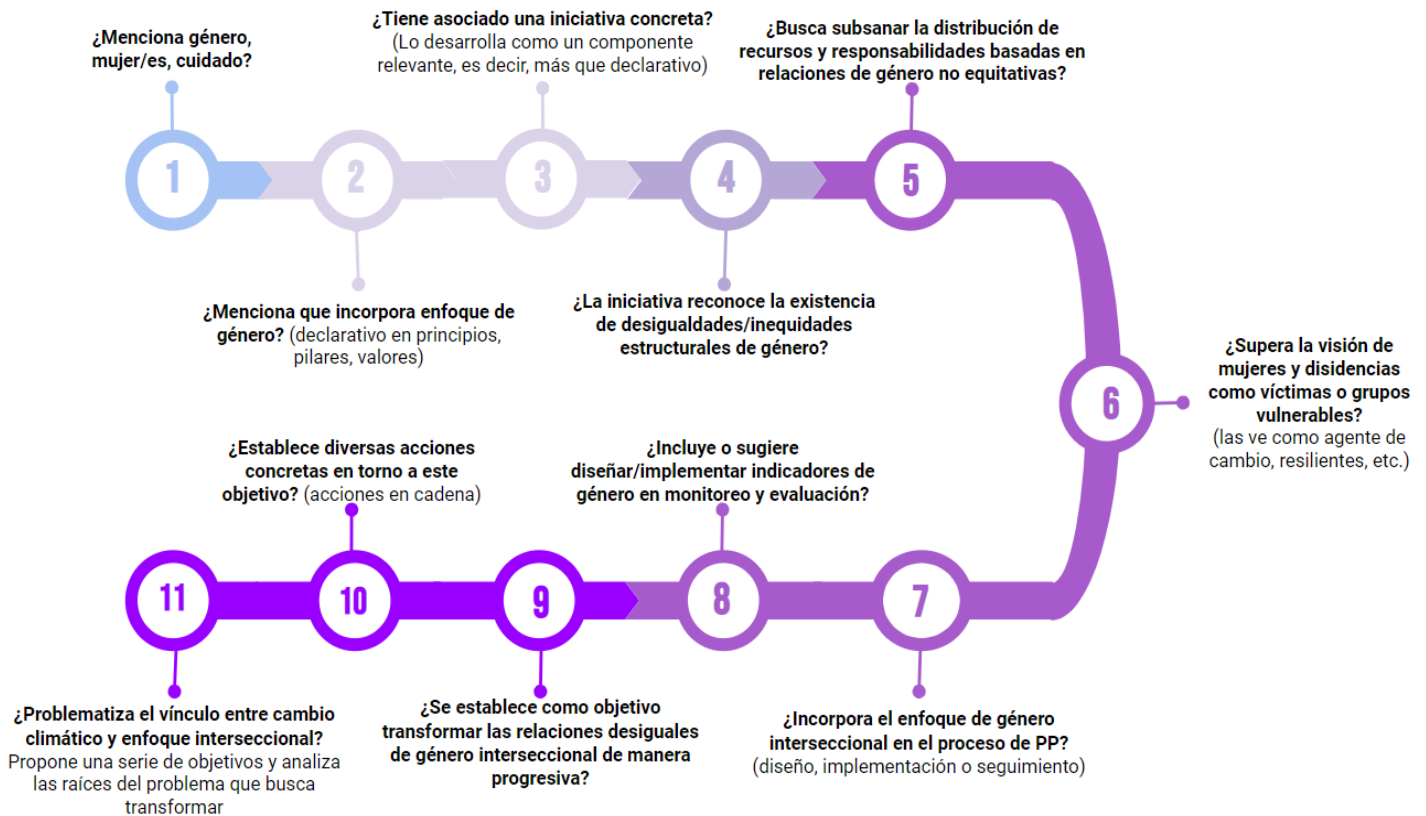 ¿Menciona género,
mujer/es, cuidado?
1
¿Menciona que incorpora enfoque de
género? (declarativo en principios,
pilares, valores)
2
¿Tiene asociado una iniciativa concreta?
(Lo desarrolla como un componente
relevante, es decir, más que declarativo)
3
¿La iniciativa reconoce la existencia
de desigualdades/inequidades
estructurales de género?
4
¿Busca subsanar la distribución de
recursos y responsabilidades basadas en
relaciones de género no equitativas?
5
¿Supera la visión de
mujeres y disidencias
como víctimas o grupos
vulnerables?
(las ve como agente de
cambio, resilientes, etc.)
6
¿Incorpora el enfoque de género
interseccional en el proceso de PP?
(diseño, implementación o seguimiento)
7
¿Incluye o sugiere
diseñar/implementar indicadores de
género en monitoreo y evaluación?
8
¿Se establece como objetivo
transformar las relaciones desiguales
de género interseccional de manera
progresiva?
9
¿Establece diversas acciones
concretas en torno a este
objetivo? (acciones en cadena)
10
¿Problematiza el vínculo entre cambio
climático y enfoque interseccional?
Propone una serie de objetivos y analiza
las raíces del problema que busca
transformar
11